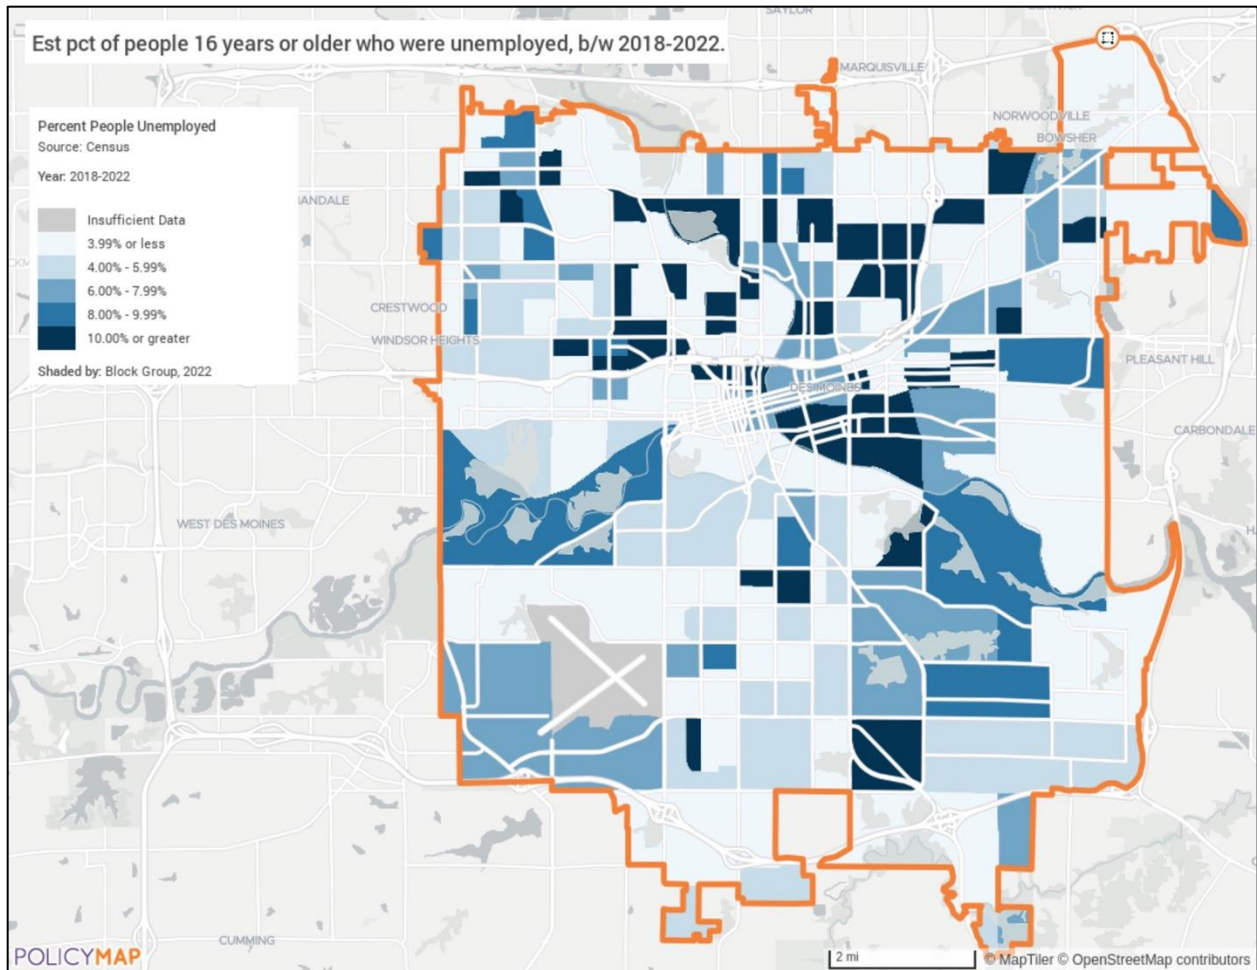 SAYLOR
Est pct of people 16 years or older who were unemployed, b/w 2018-2022.
MARQUISVILLE
NORWOODVILLE
BOWSHER
Percent People Unemployed
Source: Census
Year: 2018-2022
Insufficient Data
3.99% or less
4.00% - 5.99%
6.00% - 7.99%
8.00% - 9.99%
10.00% or greater
Shaded by: Block Group, 2022
CRESTWOOD
WINDSOR HEIGHTS
PLEASANT HILL
DES MOINES
CARBONDALE
WEST DES MOINES
CUMMING
POLICYMAP
2 mi
© MapTiler © OpenStreetMap contributors